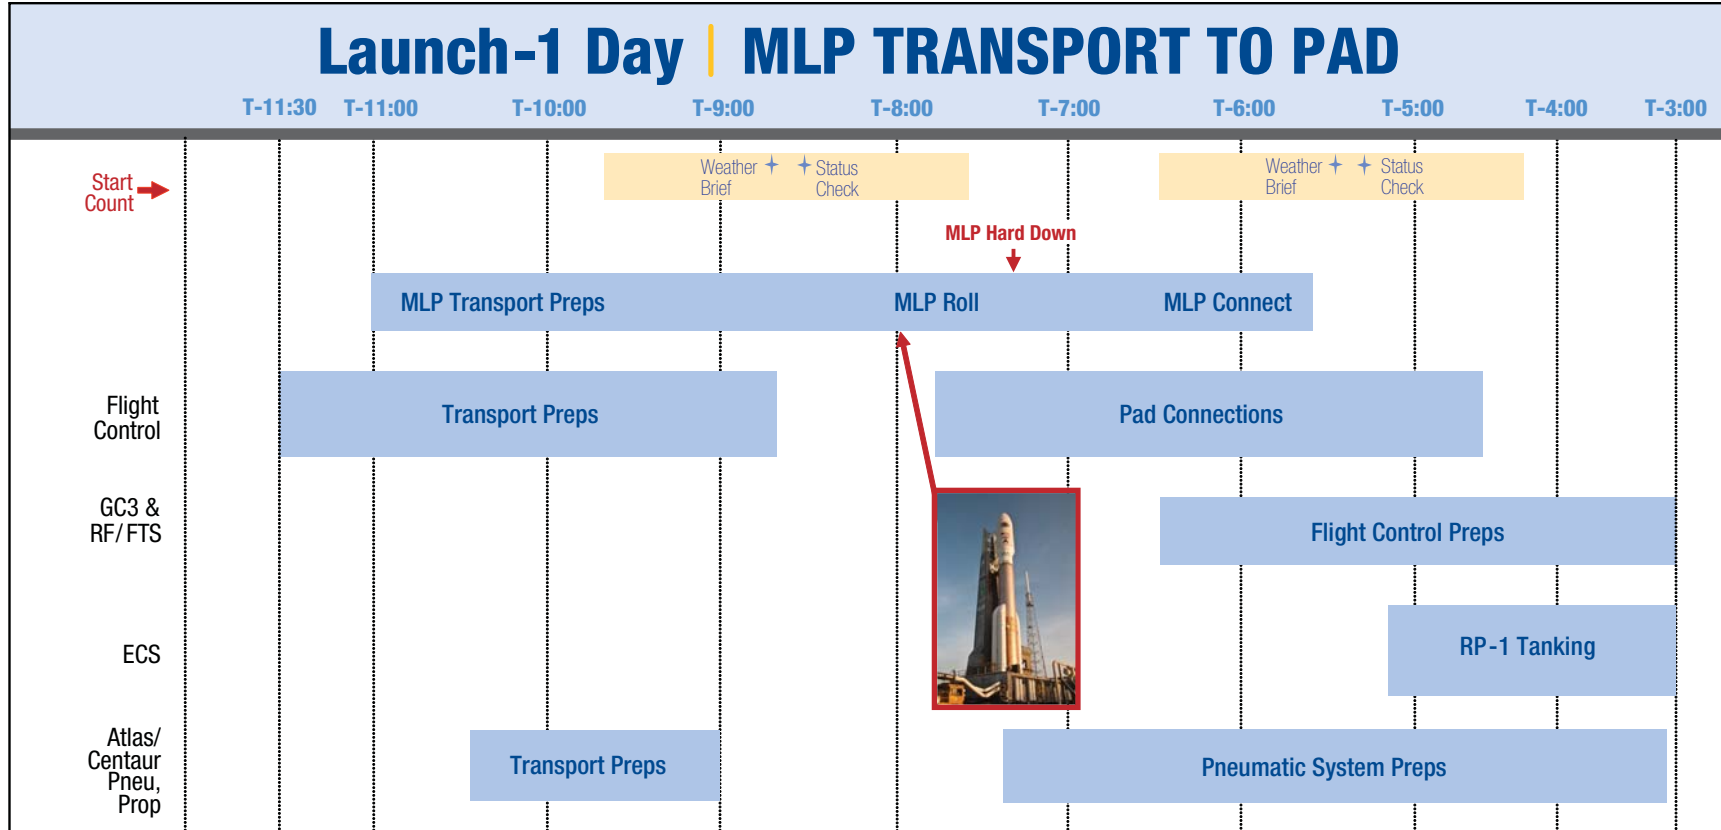 Launch-1 Day | MLP TRANSPORT TO PAD
T-11:30 T-11:00 T-10:00 T-9:00 T-8:00 T-7:00 T-6:00 T-5:00 T-4:00 T-3:00
Start
Count
Weather
Brief
Status
Check
Weather
Brief
Status
Check
MLP Hard Down
MLP Transport Preps
MLP Roll
MLP Connect
Flight
Control
Transport Preps
Pad Connections
GC3 &
RF/FTS
Flight Control Preps
ECS
RP-1 Tanking
Atlas/
Centaur
Pneu,
Prop
Transport Preps
Pneumatic System Preps